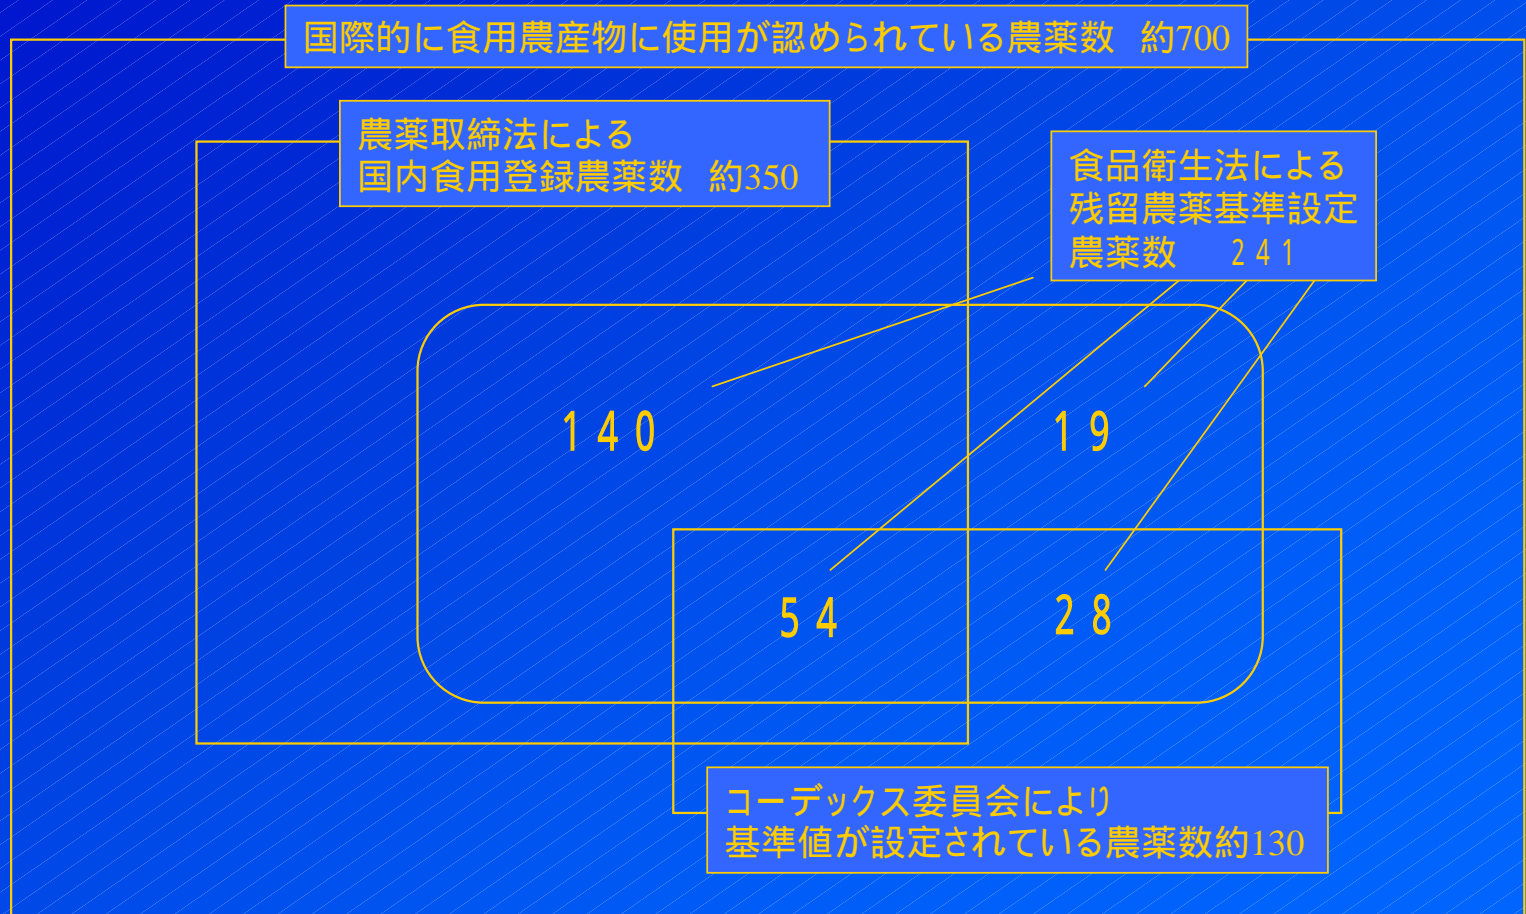 国際的に食用農産物に使用が認められている農薬数　約700
農薬取締法による
国内食用登録農薬数　約350
食品衛生法による
残留農薬基準設定
農薬数　　２４１
１４０
１９
５４
２８
コーデックス委員会により
基準値が設定されている農薬数約130